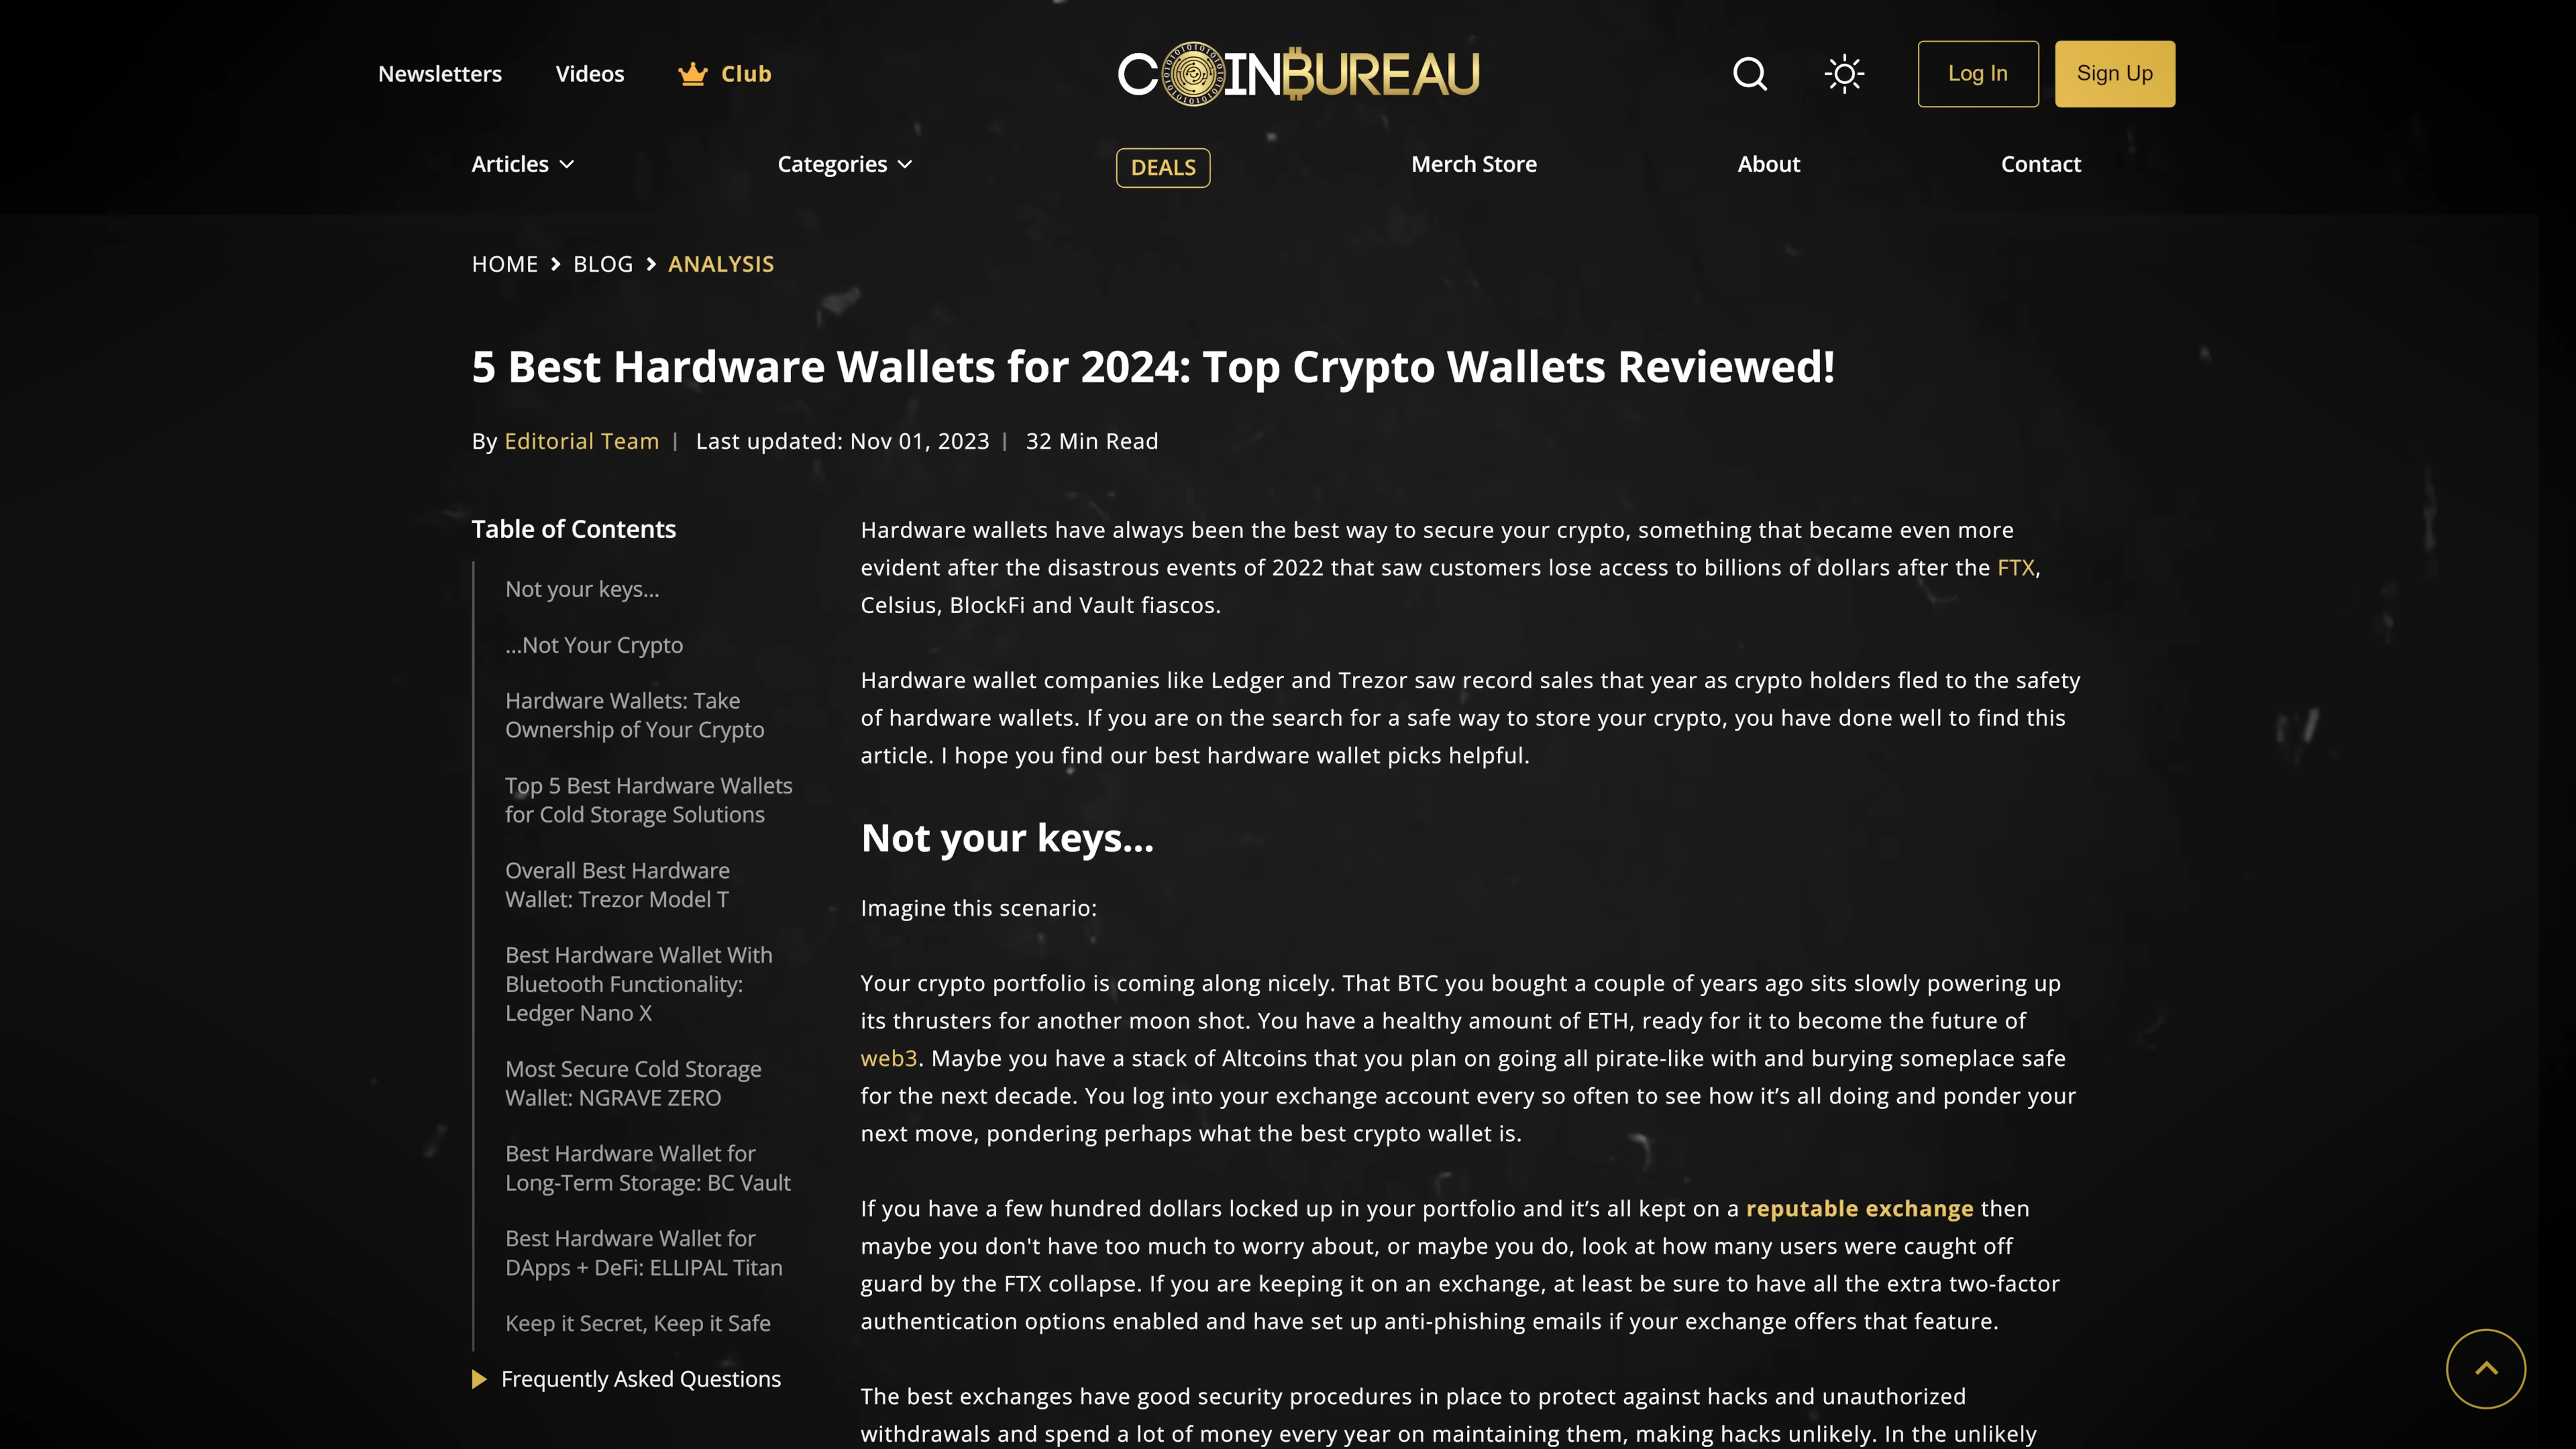 Newsletters
Videos
Club
COINBUREAU
Log In
Sign Up
Articles
Categories
DEALS
Merch Store
About
Contact
HOME > BLOG > ANALYSIS
5 Best Hardware Wallets for 2024: Top Crypto Wallets Reviewed!
By Editorial Team | Last updated: Nov 01, 2023 | 32 Min Read
Table of Contents
Not your keys...
...Not Your Crypto
Hardware Wallets: Take
Ownership of Your Crypto
Top 5 Best Hardware Wallets
for Cold Storage Solutions
Overall Best Hardware
Wallet: Trezor Model T
Best Hardware Wallet With
Bluetooth Functionality:
Ledger Nano X
Most Secure Cold Storage
Wallet: NGRAVE ZERO
Best Hardware Wallet for
Long-Term Storage: BC Vault
Best Hardware Wallet for
DApps + DeFi: ELLIPAL Titan
Keep it Secret, Keep it Safe
Frequently Asked Questions
Hardware wallets have always been the best way to secure your crypto, something that became even more
evident after the disastrous events of 2022 that saw customers lose access to billions of dollars after the FTX,
Celsius, BlockFi and Vault fiascos.
Hardware wallet companies like Ledger and Trezor saw record sales that year as crypto holders fled to the safety
of hardware wallets. If you are on the search for a safe way to store your crypto, you have done well to find this
article. I hope you find our best hardware wallet picks helpful.
Not your keys...
Imagine this scenario:
Your crypto portfolio is coming along nicely. That BTC you bought a couple of years ago sits slowly powering up
its thrusters for another moon shot. You have a healthy amount of ETH, ready for it to become the future of
web3. Maybe you have a stack of Altcoins that you plan on going all pirate-like with and burying someplace safe
for the next decade. You log into your exchange account every so often to see how it’s all doing and ponder your
next move, pondering perhaps what the best crypto wallet is.
If you have a few hundred dollars locked up in your portfolio and it’s all kept on a reputable exchange then
maybe you don't have too much to worry about, or maybe you do, look at how many users were caught off
guard by the FTX collapse. If you are keeping it on an exchange, at least be sure to have all the extra two-factor
authentication options enabled and have set up anti-phishing emails if your exchange offers that feature.
The best exchanges have good security procedures in place to protect against hacks and unauthorized
withdrawals and spend a lot of money every year on maintaining them, making hacks unlikely. In the unlikely